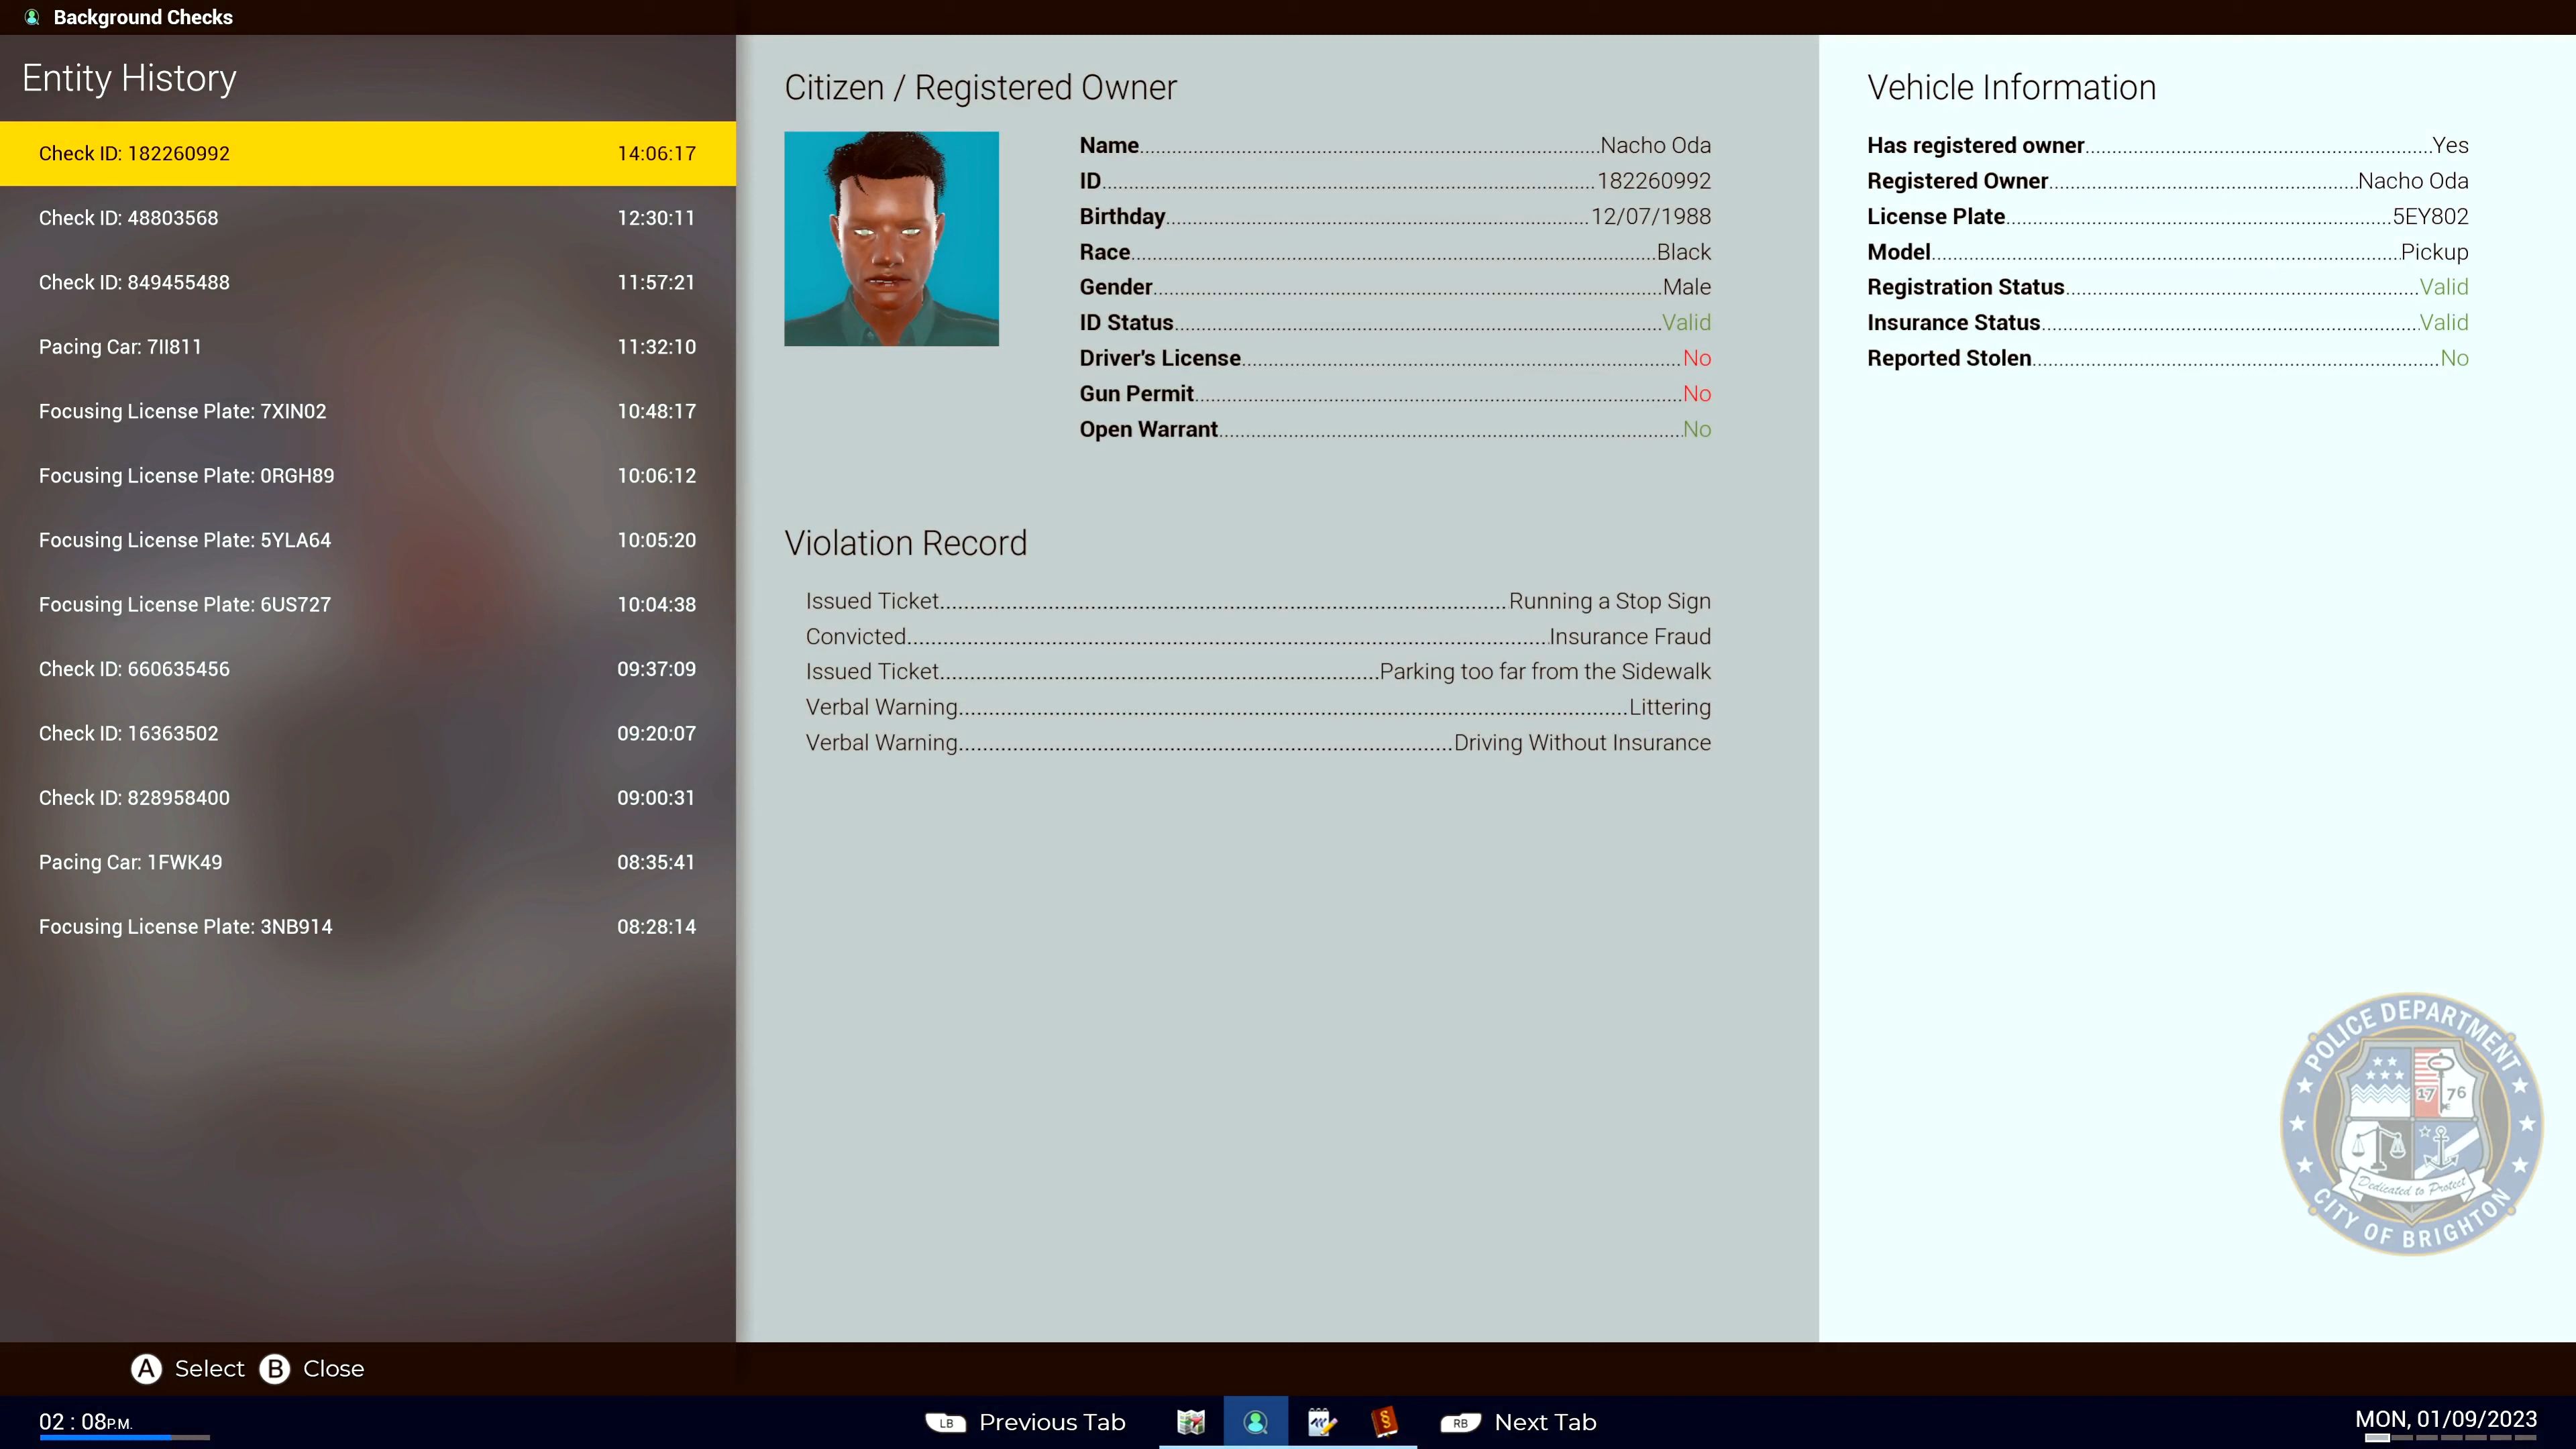 Background Checks
Entity History
Check ID: 182260992 14:06:17
Check ID: 48803568 12:30:11
Check ID: 849455488 11:57:21
Pacing Car: 7II811 11:32:10
Focusing License Plate: 7XIN02 10:48:17
Focusing License Plate: 0RGH89 10:06:12
Focusing License Plate: 5YLA64 10:05:20
Focusing License Plate: 6US727 10:04:38
Check ID: 660635456 09:37:09
Check ID: 16363502 09:20:07
Check ID: 828958400 09:00:31
Pacing Car: 1FWK49 08:35:41
Focusing License Plate: 3NB914 08:28:14
Citizen / Registered Owner
Name Nacho Oda
ID 182260992
Birthday 12/07/1988
Race Black
Gender Male
ID Status Valid
Driver's License No
Gun Permit No
Open Warrant No
Violation Record
Issued Ticket Running a Stop Sign
Convicted Insurance Fraud
Issued Ticket Parking too far from the Sidewalk
Verbal Warning Littering
Verbal Warning Driving Without Insurance
Vehicle Information
Has registered owner Yes
Registered Owner Nacho Oda
License Plate 5EY802
Model Pickup
Registration Status Valid
Insurance Status Valid
Reported Stolen No
POLICE DEPARTMENT
17 76
Dedicated to Protect
CITY OF BRIGHTON
A Select B Close
02 : 08 P.M.
LB Previous Tab
§
RB Next Tab
MON, 01/09/2023